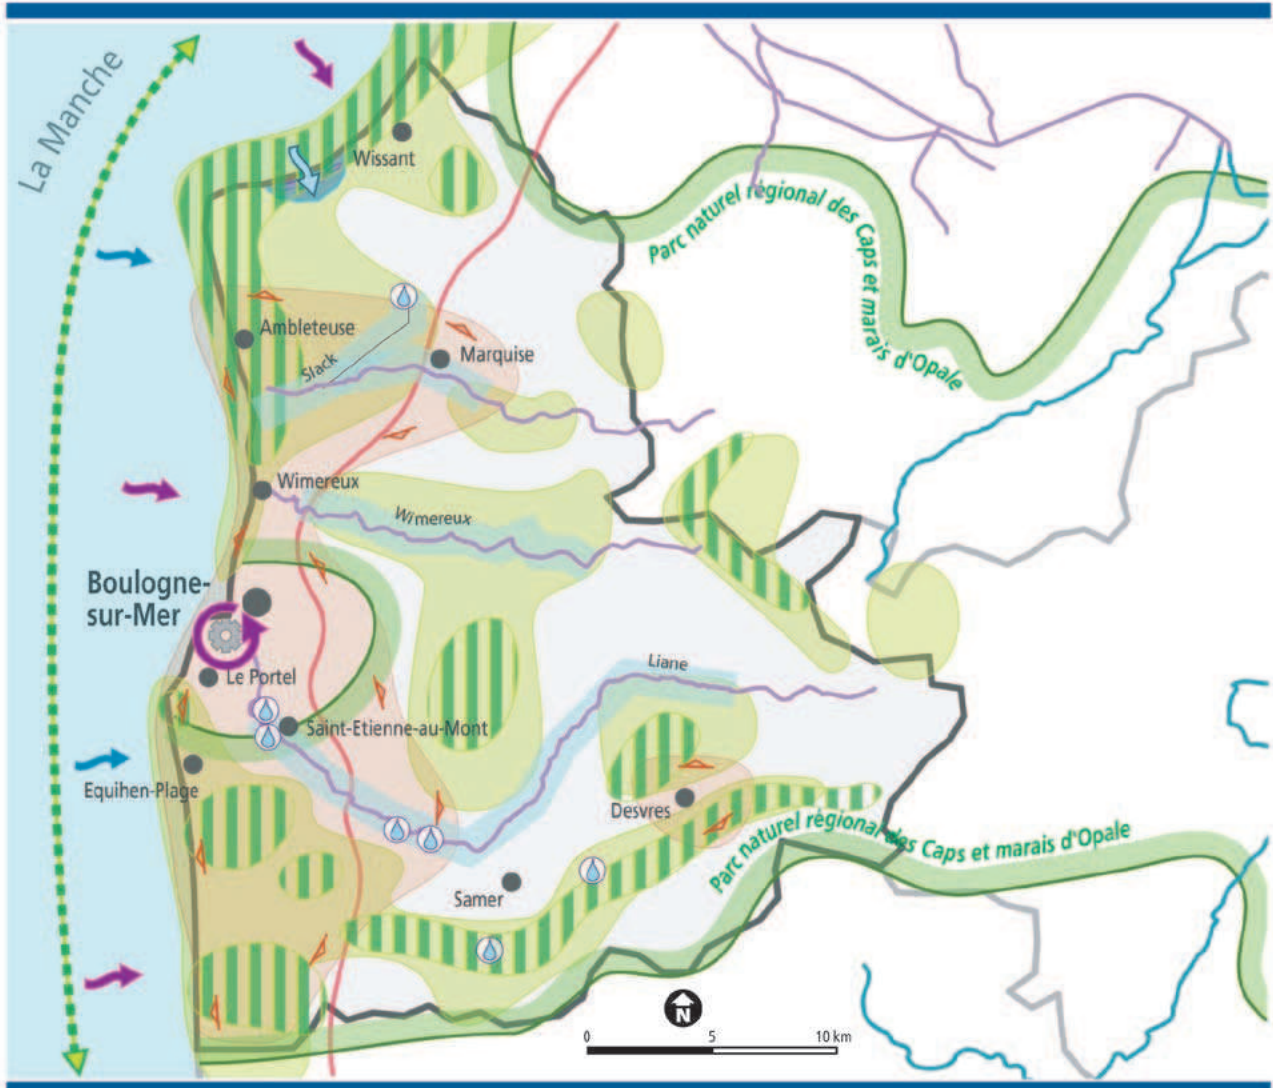 La Manche
Wissant
Parc naturel régional des Caps et marais d'Opale
Ambleteuse
Slack
Marquise
Wimereux
Wimereux
Boulogne-
sur-Mer
Liane
Le Portel
Saint-Etienne-au-Mont
Equihen-Plage
Desvres
Parc naturel régional des Caps et marais d'Opale
Samer
N
0 5 10 km